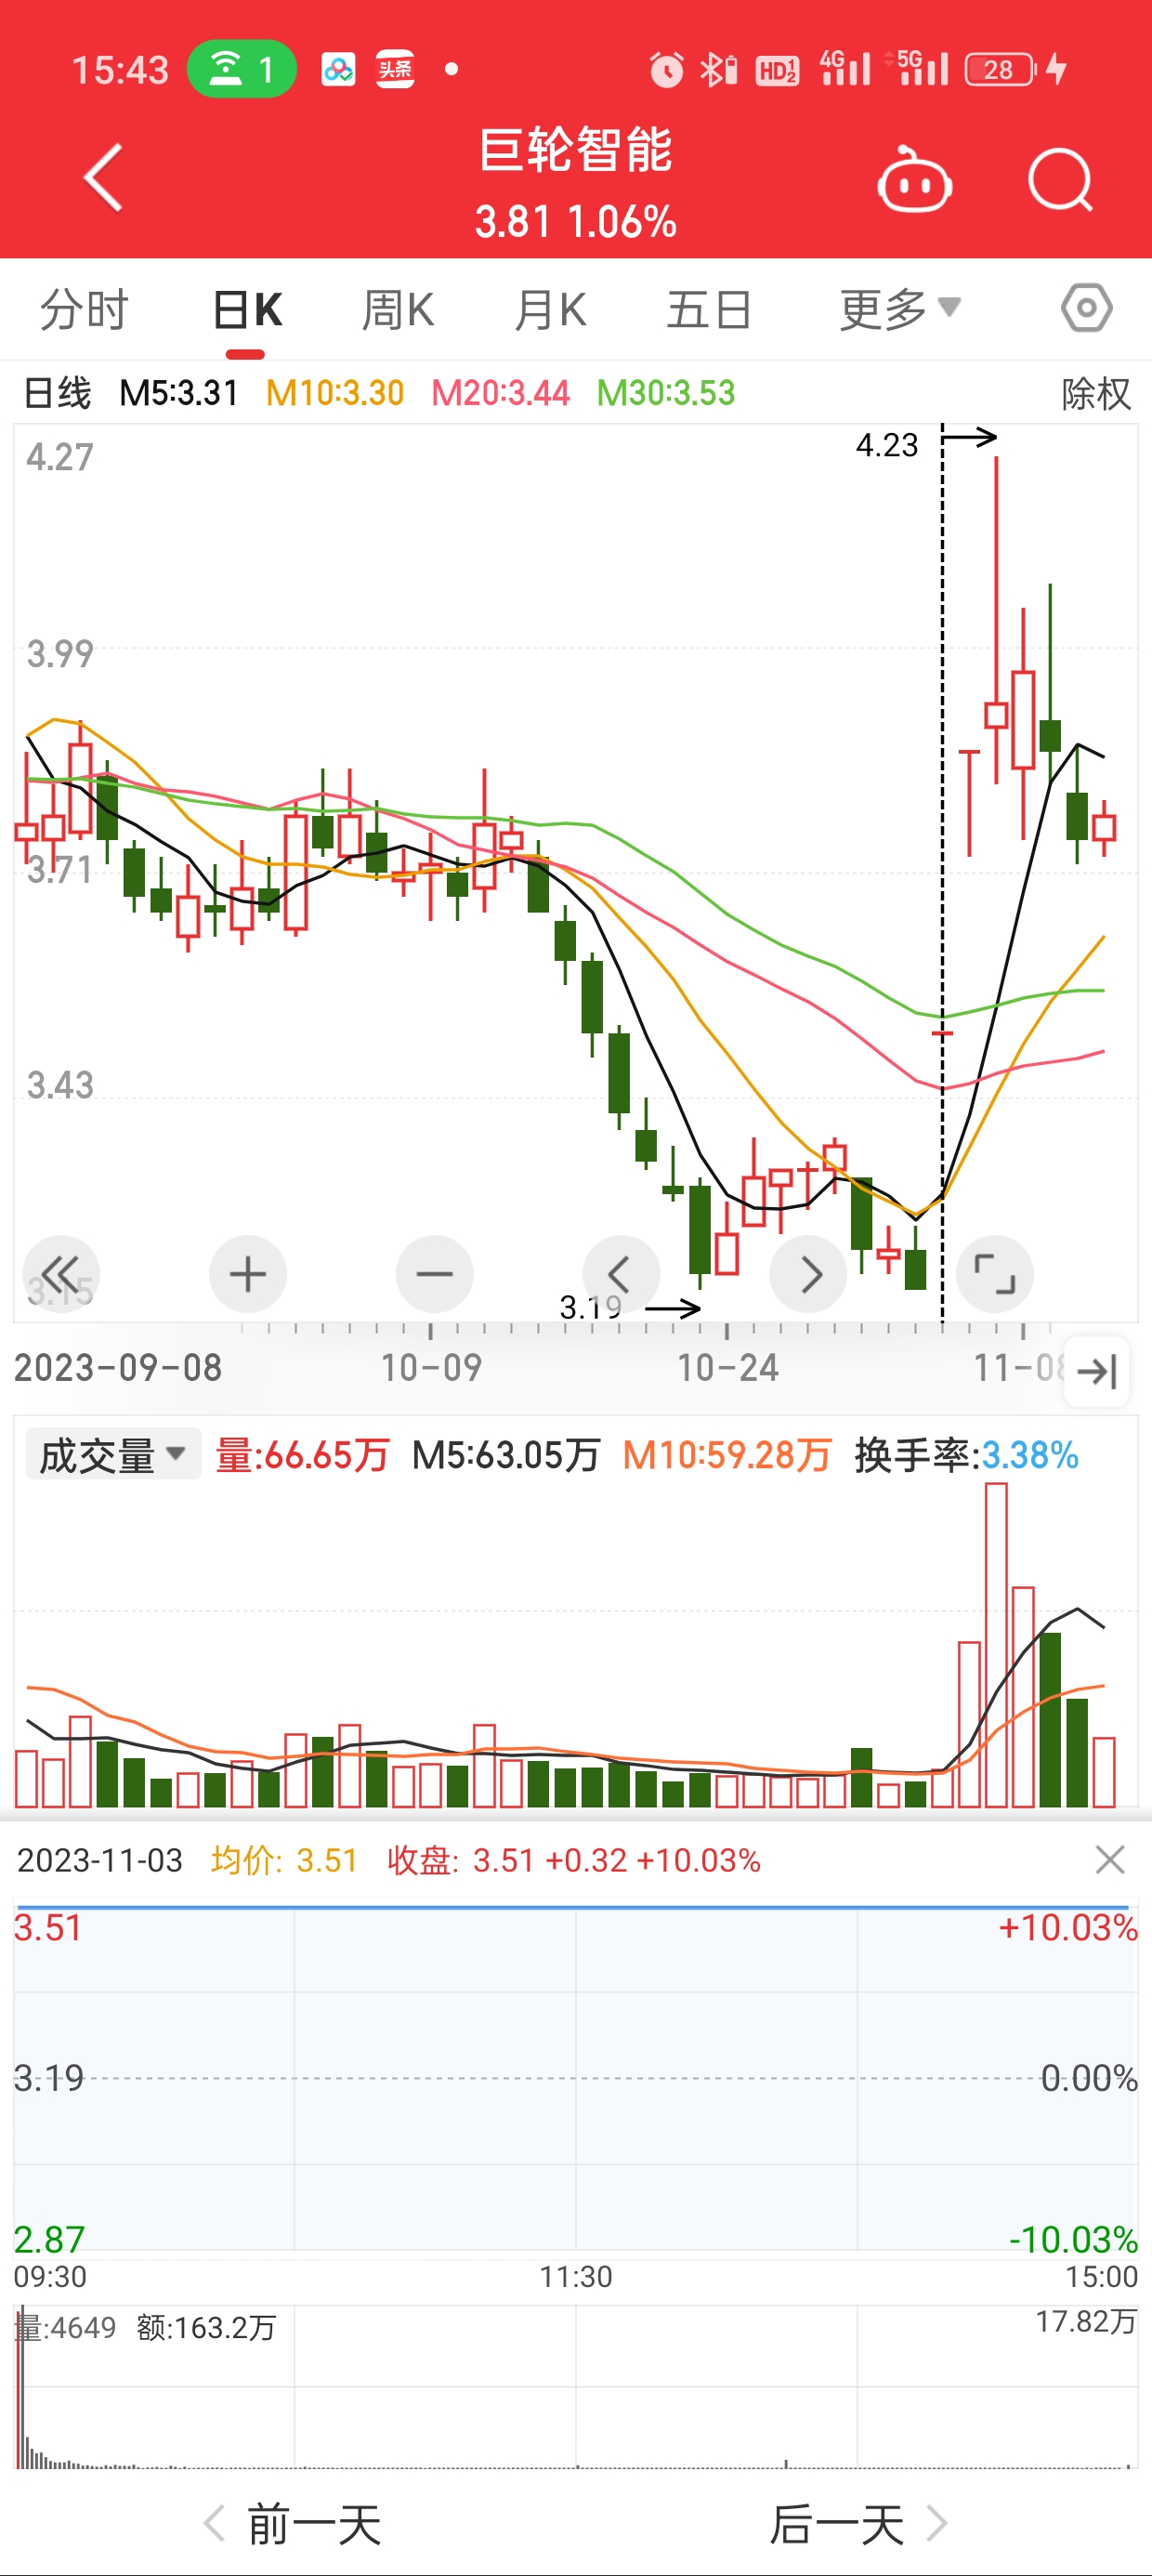 15:43 1 头条 HD 1 2 4G 5G 28
巨轮智能
3.81 1.06%
分时 日K 周K 月K 五日 更多
日线 M5:3.31 M10:3.30 M20:3.44 M30:3.53 除权
4.27
4.23
3.99
3.71
3.43
3.15
3.19
2023-09-08 10-09 10-24 11-08
成交量 量:66.65万 M5:63.05万 M10:59.28万 换手率:3.38%
2023-11-03 均价: 3.51 收盘: 3.51 +0.32 +10.03%
3.51 +10.03%
3.19 0.00%
2.87 -10.03%
09:30 11:30 15:00
量:4649 额:163.2万 17.82万
前一天 后一天